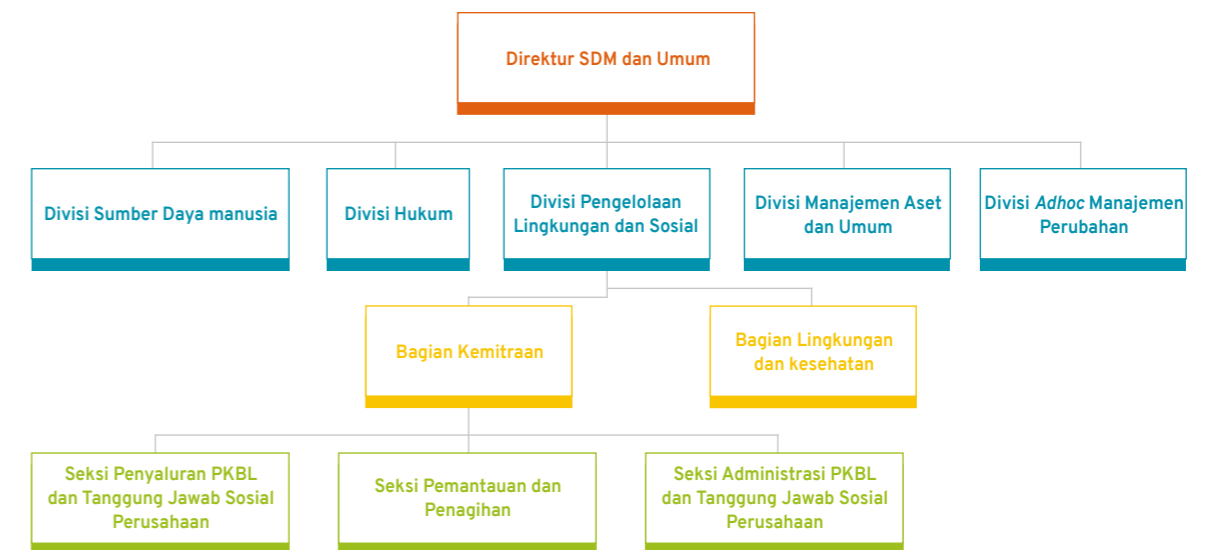 Direktur SDM dan Umum
Divisi Sumber Daya manusia
Divisi Hukum
Divisi Pengelolaan
Lingkungan dan Sosial
Divisi Manajemen Aset
dan Umum
Divisi Adhoc Manajemen
Perubahan
Bagian Kemitraan
Bagian Lingkungan
dan kesehatan
Seksi Penyaluran PKBL
dan Tanggung Jawab Sosial
Perusahaan
Seksi Pemantauan dan
Penagihan
Seksi Administrasi PKBL
dan Tanggung Jawab Sosial
Perusahaan